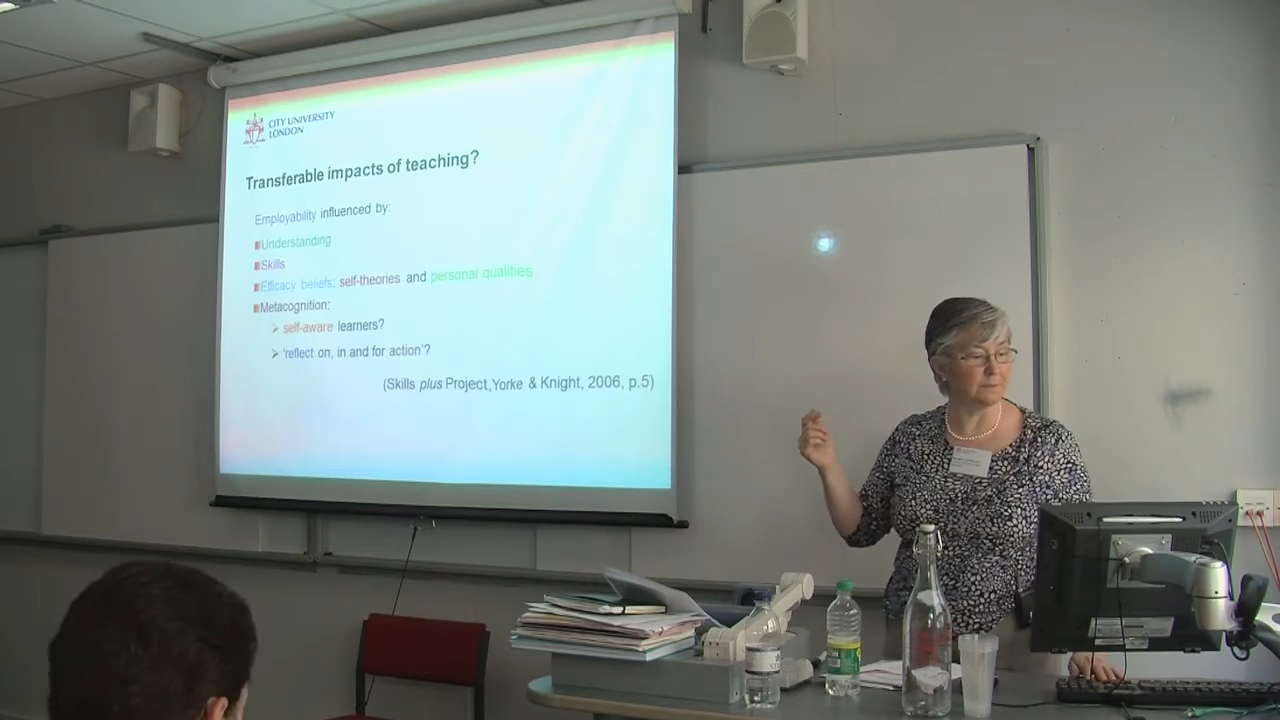 CITY UNIVERSITY
LONDON
Transferable impacts of teaching?
Employability influenced by:
Understanding
Skills
Efficacy beliefs: self-theories and personal qualities
Metacognition:
self-aware learners?
'reflect on, in and for action'?
(Skills plus Project, Yorke & Knight, 2006, p.5)